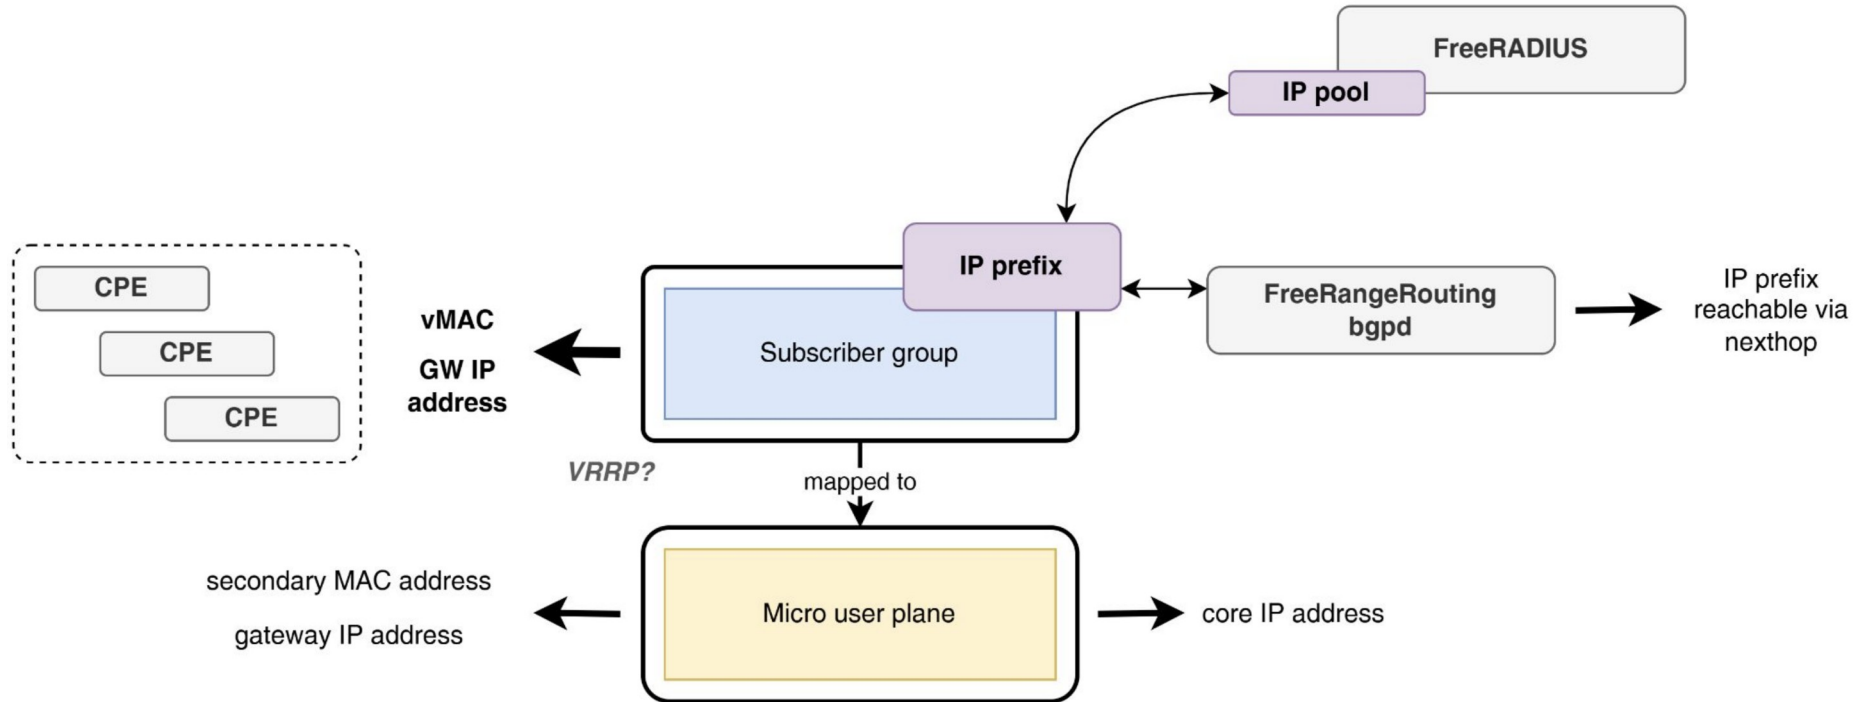 FreeRADIUS
IP pool
IP prefix
CPE
CPE
CPE
vMAC
GW IP
address
Subscriber group
FreeRangeRouting
bgpd
IP prefix
reachable via
nexthop
VRRP?
mapped to
secondary MAC address
gateway IP address
Micro user plane
core IP address